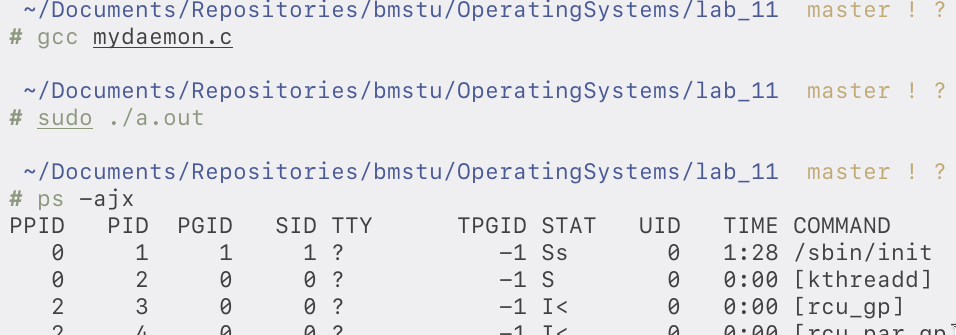 ~/Documents/Repositories/bmstu/OperatingSystems/lab_11 master ! ?
# gcc mydaemon.c
~/Documents/Repositories/bmstu/OperatingSystems/lab_11 master ! ?
# sudo ./a.out
~/Documents/Repositories/bmstu/OperatingSystems/lab_11 master ! ?
# ps -ajx
PPID PID PGID SID TTY TPGID STAT UID TIME COMMAND
0 1 1 1 ? -1 Ss 0 1:28 /sbin/init
0 2 0 0 ? -1 S 0 0:00 [kthreadd]
2 3 0 0 ? -1 I< 0 0:00 [rcu_gp]
2 4 0 0 ? -1 I< 0 0:00 [rcu_par_gp]